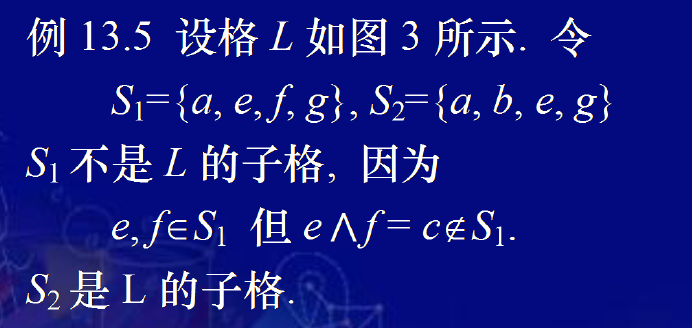 例 13.5 设格 L 如图 3 所示. 令
S₁={a, e, f, g}, S₂={a, b, e, g}
S₁ 不是 L 的子格, 因为
e, f∈S₁ 但 e∧f = c∉S₁.
S₂ 是 L 的子格.